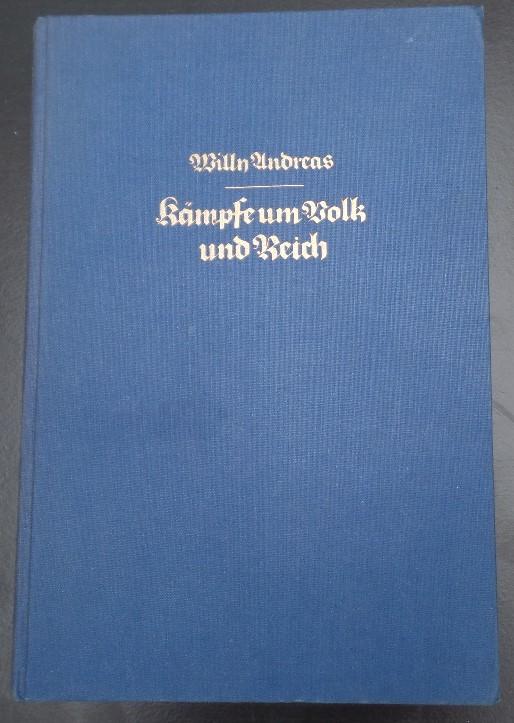 Willy Andreas
Kämpfe um Volk
und Reich